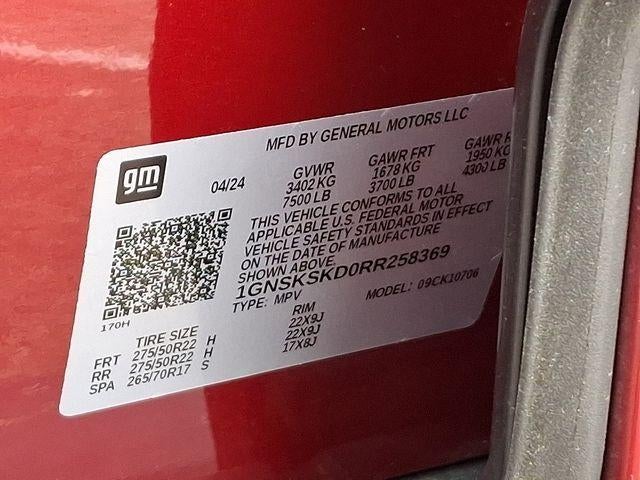 MFD BY GENERAL MOTORS LLC
gm
04/24
GVWR GAWR FRT GAWR
3402 KG 1678 KG 1950 KG
7500 LB 3700 LB 4300 LB
THIS VEHICLE CONFORMS TO ALL
APPLICABLE U.S. FEDERAL MOTOR
VEHICLE SAFETY STANDARDS IN EFFECT
ON THE DATE OF MANUFACTURE
SHOWN ABOVE.
1GNSKSKD0RR258369
TYPE: MPV MODEL: 09CK10706
170H
TIRE SIZE RIM
FRT 275/50R22 H 22X9J
RR 275/50R22 H 22X9J
SPA 265/70R17 S 17X8J